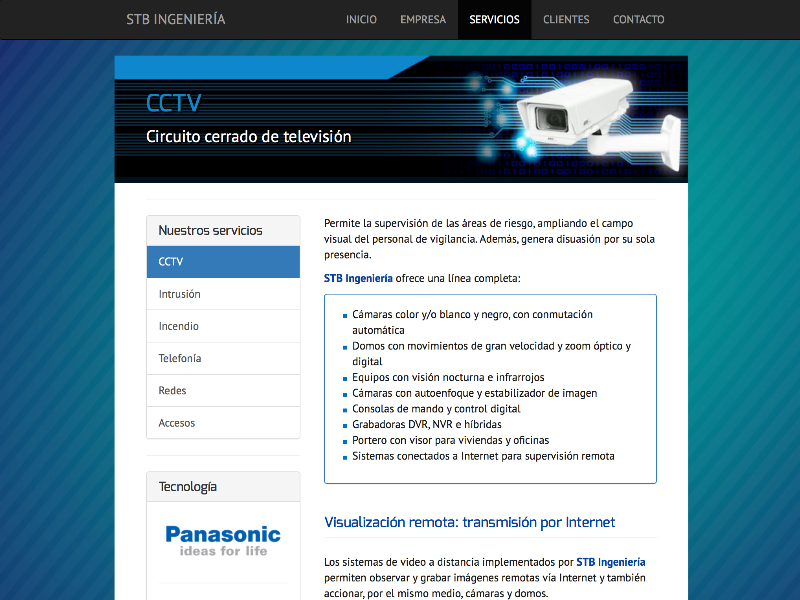 STB INGENIERÍA
INICIO
EMPRESA
SERVICIOS
CLIENTES
CONTACTO
CCTV
Circuito cerrado de televisión
Nuestros servicios
CCTV
Intrusión
Incendio
Telefonía
Redes
Accesos
Tecnología
Panasonic
ideas for life
Permite la supervisión de las áreas de riesgo, ampliando el campo
visual del personal de vigilancia. Además, genera disuasión por su sola
presencia.
STB Ingeniería ofrece una línea completa:
Cámaras color y/o blanco y negro, con conmutación
automática
Domos con movimientos de gran velocidad y zoom óptico y
digital
Equipos con visión nocturna e infrarrojos
Cámaras con autoenfoque y estabilizador de imagen
Consolas de mando y control digital
Grabadoras DVR, NVR e híbridas
Portero con visor para viviendas y oficinas
Sistemas conectados a Internet para supervisión remota
Visualización remota: transmisión por Internet
Los sistemas de video a distancia implementados por STB Ingeniería
permiten observar y grabar imágenes remotas vía Internet y también
accionar, por el mismo medio, cámaras y domos.